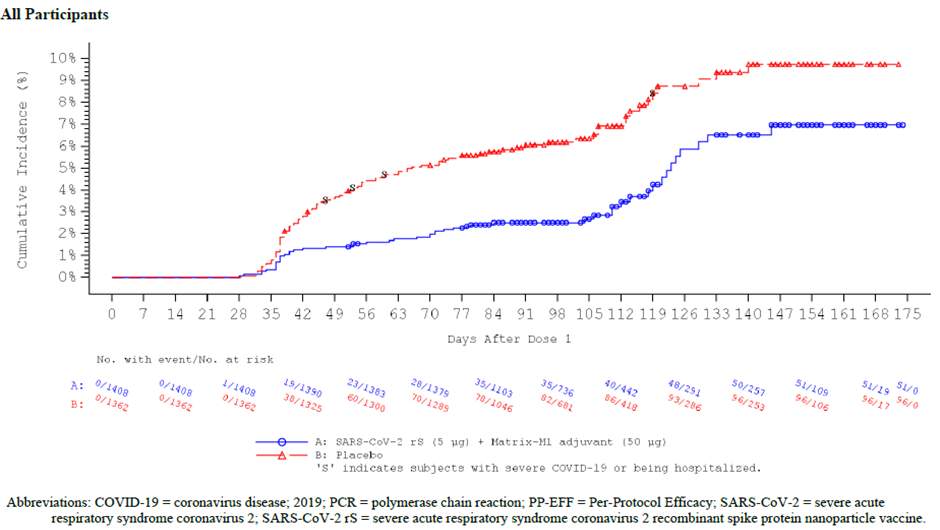 All Participants
10%
9%
8%
7%
6%
5%
4%
3%
2%
1%
0%
Cumulative Incidence (%)
S
S
S
S
0 7 14 21 28 35 42 49 56 63 70 77 84 91 98 105 112 119 126 133 140 147 154 161 168 175
Days After Dose 1
No. with event/No. at risk
A: 0/1408 0/1408 1/1408 19/1390 23/1383 28/1379 35/1103 35/736 40/442 48/291 50/257 51/109 51/19 51/0
B: 0/1362 0/1362 0/1362 38/1325 60/1300 70/1289 78/1046 82/681 86/418 93/286 96/253 96/106 96/17 96/0
A: SARS-CoV-2 rS (5 µg) + Matrix-M1 adjuvant (50 µg)
B: Placebo
'S' indicates subjects with severe COVID-19 or being hospitalized.
Abbreviations: COVID-19 = coronavirus disease; 2019; PCR = polymerase chain reaction; PP-EFF = Per-Protocol Efficacy; SARS-CoV-2 = severe acute
respiratory syndrome coronavirus 2; SARS-CoV-2 rS = severe acute respiratory syndrome coronavirus 2 recombinant spike protein nanoparticle vaccine.